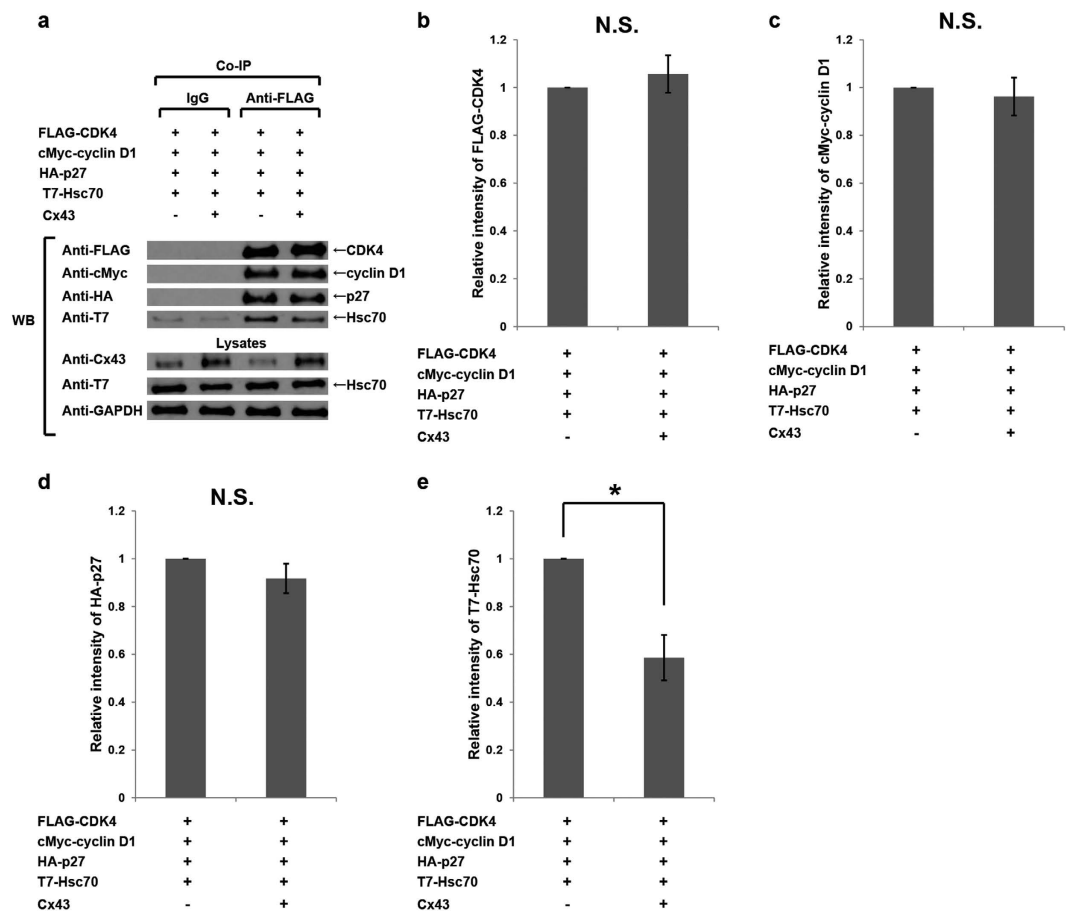 a
Co-IP
IgG Anti-FLAG
FLAG-CDK4 + + + +
cMyc-cyclin D1 + + + +
HA-p27 + + + +
T7-Hsc70 + + + +
Cx43 - + - +
WB
Anti-FLAG ←CDK4
Anti-cMyc ←cyclin D1
Anti-HA ←p27
Anti-T7 ←Hsc70
Lysates
Anti-Cx43
Anti-T7 ←Hsc70
Anti-GAPDH
b
N.S.
Relative intensity of FLAG-CDK4
1.2
1
0.8
0.6
0.4
0.2
0
FLAG-CDK4 + +
cMyc-cyclin D1 + +
HA-p27 + +
T7-Hsc70 + +
Cx43 - +
c
N.S.
Relative intensity of cMyc-cyclin D1
1.2
1
0.8
0.6
0.4
0.2
0
FLAG-CDK4 + +
cMyc-cyclin D1 + +
HA-p27 + +
T7-Hsc70 + +
Cx43 - +
d
N.S.
Relative intensity of HA-p27
1.2
1
0.8
0.6
0.4
0.2
0
FLAG-CDK4 + +
cMyc-cyclin D1 + +
HA-p27 + +
T7-Hsc70 + +
Cx43 - +
e
*
Relative intensity of T7-Hsc70
1.2
1
0.8
0.6
0.4
0.2
0
FLAG-CDK4 + +
cMyc-cyclin D1 + +
HA-p27 + +
T7-Hsc70 + +
Cx43 - +